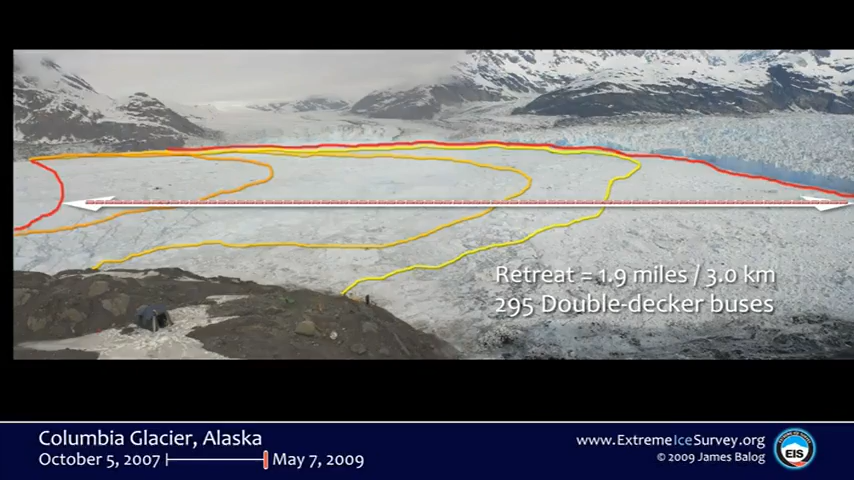 Retreat = 1.9 miles / 3.0 km
295 Double-decker buses
Columbia Glacier, Alaska
October 5, 2007 May 7, 2009
www.ExtremeIceSurvey.org
© 2009 James Balog
EIS